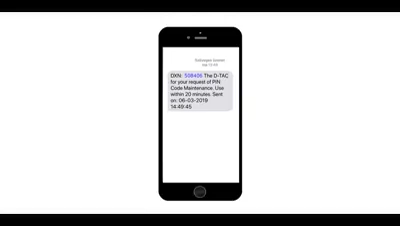 DXN: 508406 The D-TAC
for your request of PIN
Code Maintenance. Use
within 20 minutes. Sent
on: 06-03-2019
14:49:45